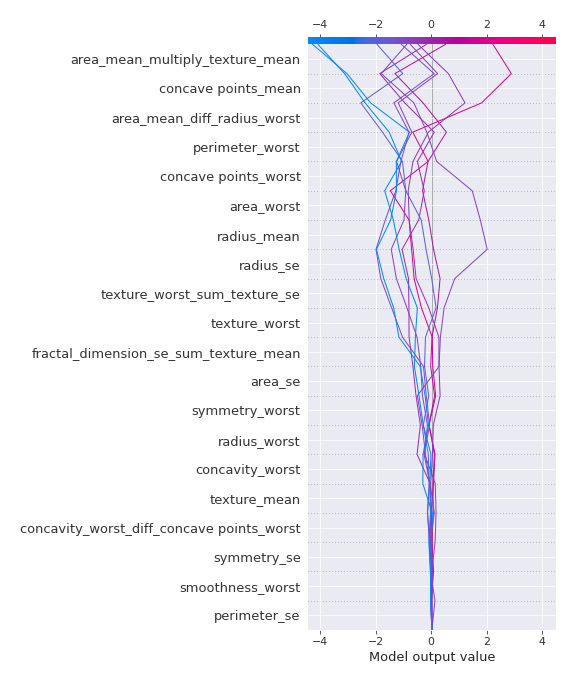 −4 −2 0 2 4
area_mean_multiply_texture_mean
concave points_mean
area_mean_diff_radius_worst
perimeter_worst
concave points_worst
area_worst
radius_mean
radius_se
texture_worst_sum_texture_se
texture_worst
fractal_dimension_se_sum_texture_mean
area_se
symmetry_worst
radius_worst
concavity_worst
texture_mean
concavity_worst_diff_concave points_worst
symmetry_se
smoothness_worst
perimeter_se
−4 −2 0 2 4
Model output value